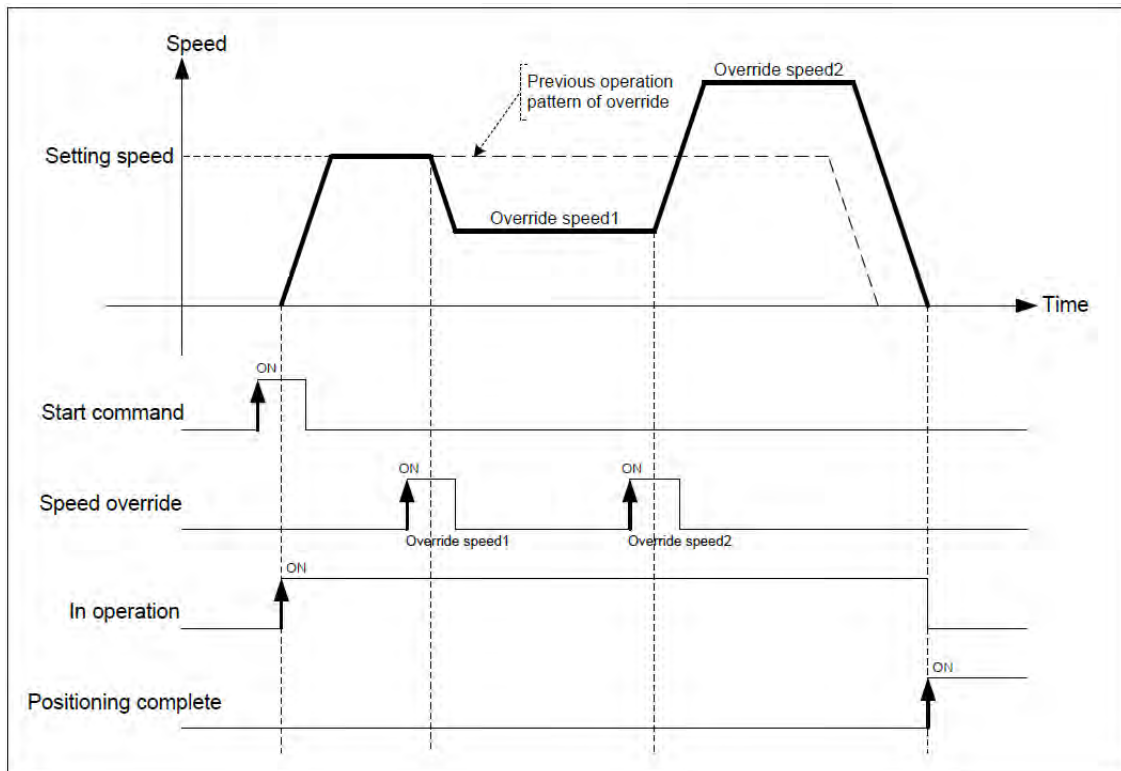 Speed
Override speed2
Previous operation
pattern of override
Setting speed
Override speed1
Time
ON
Start command
ON
ON
Speed override
Override speed1
Override speed2
ON
In operation
ON
Positioning complete